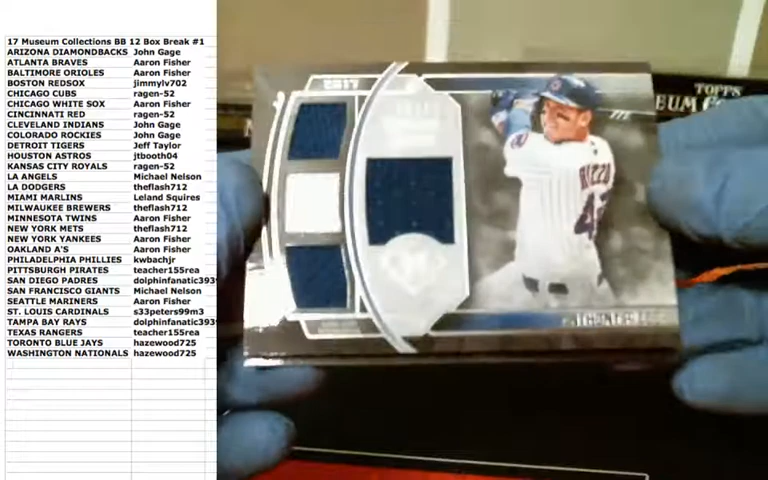 17 Museum Collections BB 12 Box Break #1
ARIZONA DIAMONDBACKS John Gage
ATLANTA BRAVES Aaron Fisher
BALTIMORE ORIOLES Aaron Fisher
BOSTON REDSOX jimmylv702
CHICAGO CUBS ragen-52
CHICAGO WHITE SOX Aaron Fisher
CINCINNATI RED ragen-52
CLEVELAND INDIANS John Gage
COLORADO ROCKIES John Gage
DETROIT TIGERS Jeff Taylor
HOUSTON ASTROS jtbooth04
KANSAS CITY ROYALS ragen-52
LA ANGELS Michael Nelson
LA DODGERS theflash712
MIAMI MARLINS Leland Squires
MILWAUKEE BREWERS theflash712
MINNESOTA TWINS Aaron Fisher
NEW YORK METS theflash712
NEW YORK YANKEES Aaron Fisher
OAKLAND A'S Aaron Fisher
PHILADELPHIA PHILLIES kwbachjr
PITTSBURGH PIRATES teacher155rea
SAN DIEGO PADRES dolphinfanatic393
SAN FRANCISCO GIANTS Michael Nelson
SEATTLE MARINERS Aaron Fisher
ST. LOUIS CARDINALS s33peters99m3
TAMPA BAY RAYS dolphinfanatic393
TEXAS RANGERS teacher155rea
TORONTO BLUE JAYS hazewood725
WASHINGTON NATIONALS hazewood725
TOPPS
RIZZO